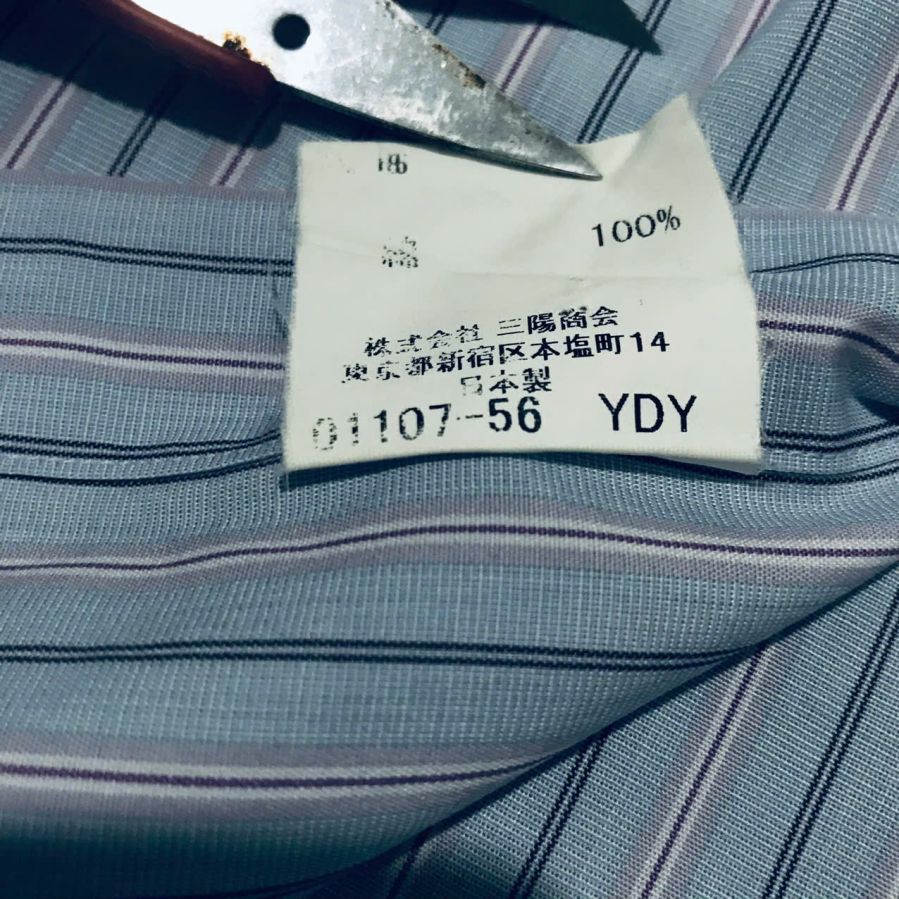 綿 100%
株式会社 三陽商会
東京都新宿区本塩町14
日本製
01107-56 YDY